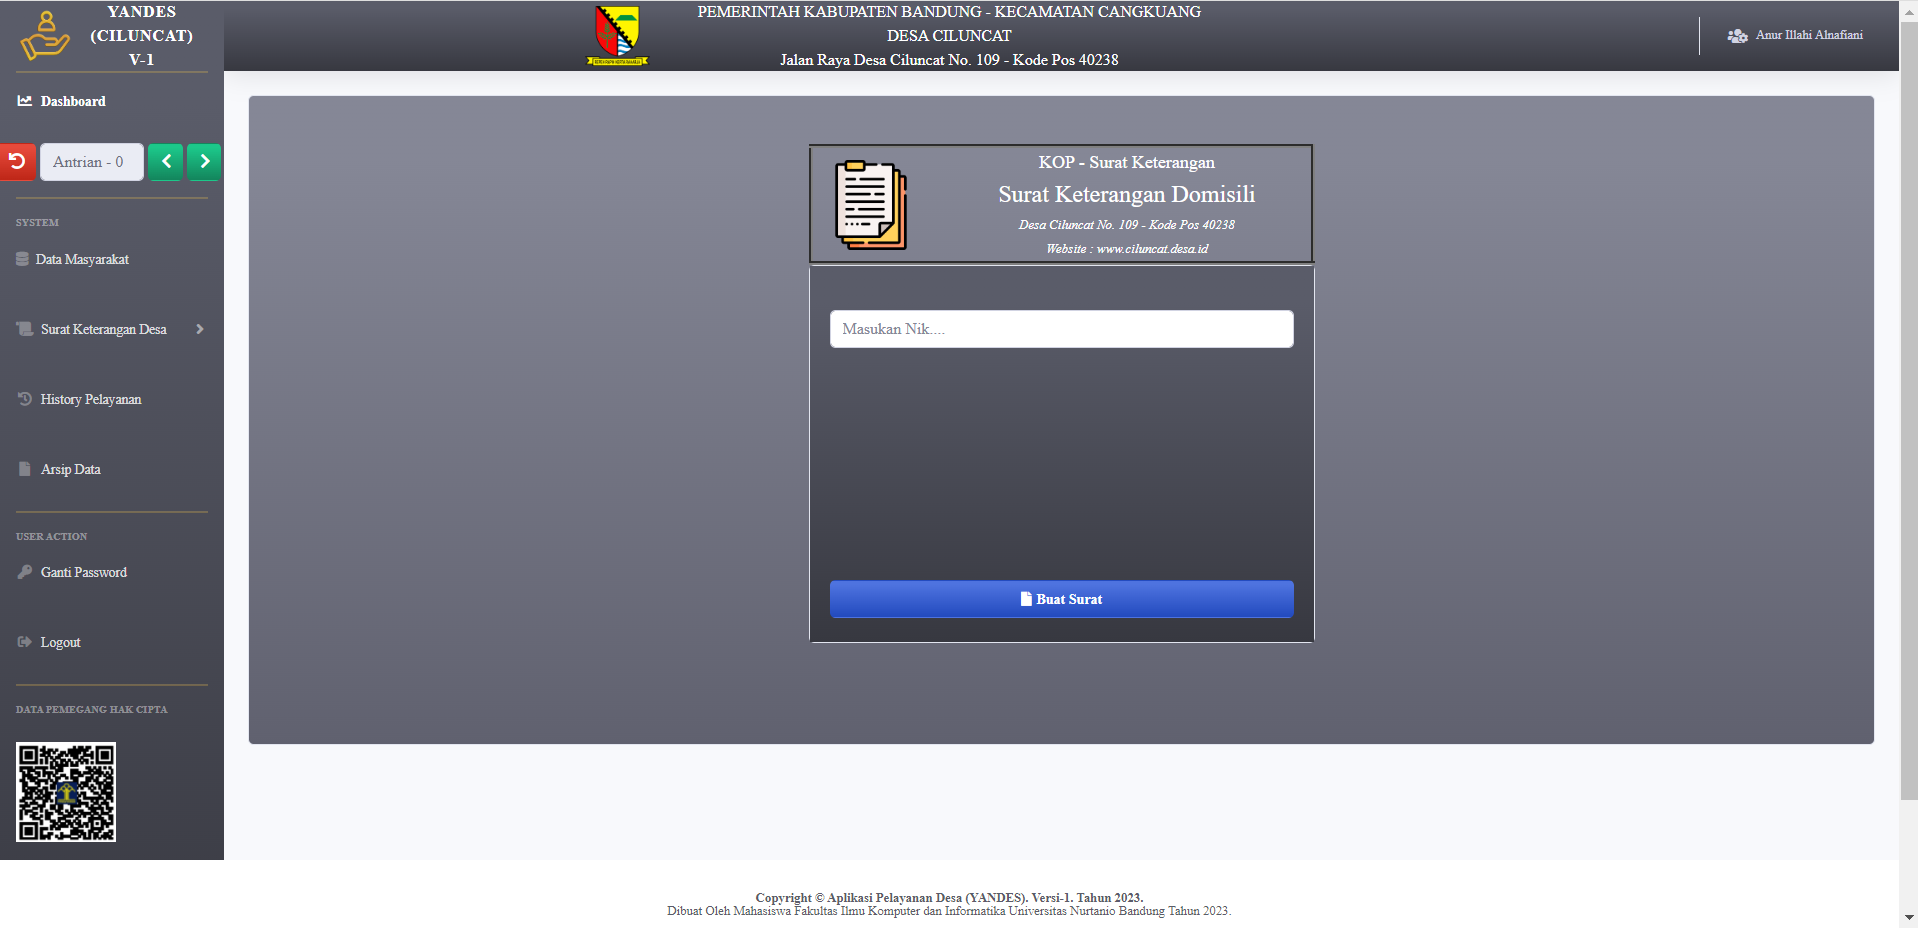 YANDES
(CILUNCAT)
V-1
PEMERINTAH KABUPATEN BANDUNG - KECAMATAN CANGKUANG
DESA CILUNCAT
Jalan Raya Desa Ciluncat No. 109 - Kode Pos 40238
Anur Illahi Alnafiani
Dashboard
Antrian - 0
SYSTEM
Data Masyarakat
Surat Keterangan Desa
History Pelayanan
Arsip Data
USER ACTION
Ganti Password
Logout
DATA PEMEGANG HAK CIPTA
KOP - Surat Keterangan
Surat Keterangan Domisili
Desa Ciluncat No. 109 - Kode Pos 40238
Website : www.ciluncat.desa.id
Masukan Nik....
Buat Surat
Copyright © Aplikasi Pelayanan Desa (YANDES). Versi-1. Tahun 2023.
Dibuat Oleh Mahasiswa Fakultas Ilmu Komputer dan Informatika Universitas Nurtanio Bandung Tahun 2023.